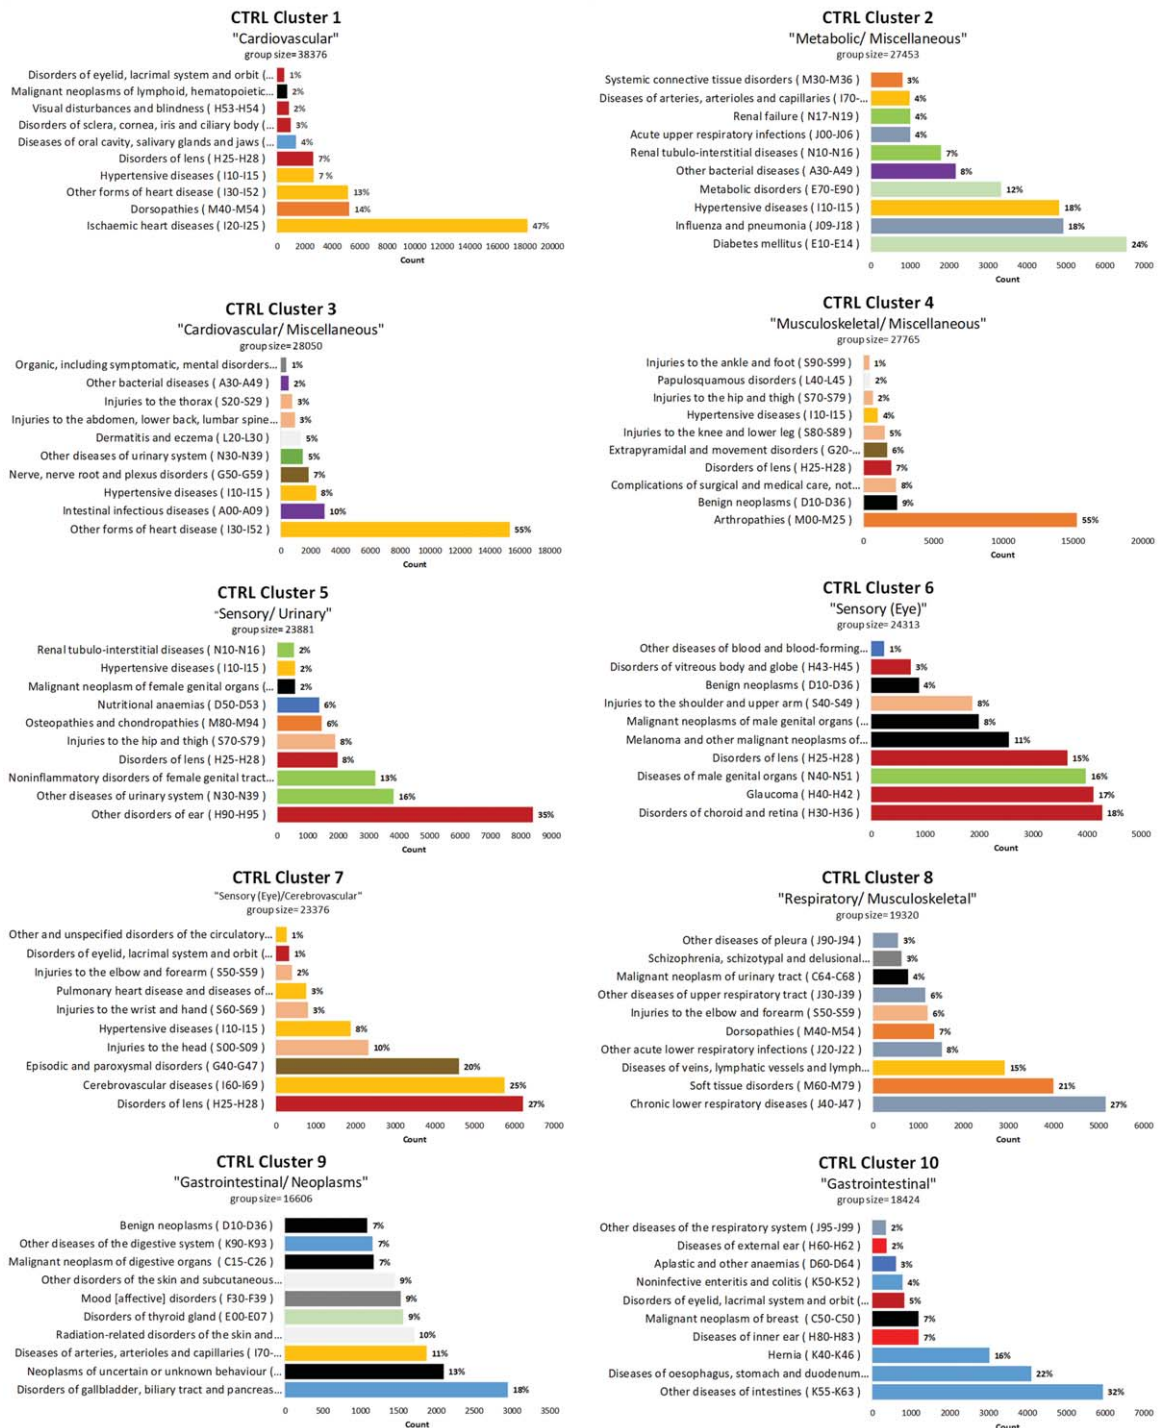 CTRL Cluster 1
"Cardiovascular"
group size= 38376
Disorders of eyelid, lacrimal system and orbit (... 1%
Malignant neoplasms of lymphoid, hematopoietic... 2%
Visual disturbances and blindness ( H53-H54 ) 2%
Disorders of sclera, cornea, iris and ciliary body (... 3%
Diseases of oral cavity, salivary glands and jaws (... 4%
Disorders of lens ( H25-H28 ) 7%
Hypertensive diseases ( I10-I15 ) 7 %
Other forms of heart disease ( I30-I52 ) 13%
Dorsopathies ( M40-M54 ) 14%
Ischaemic heart diseases ( I20-I25 ) 47%
0 2000 4000 6000 8000 10000 12000 14000 16000 18000 20000
Count
CTRL Cluster 2
"Metabolic/ Miscellaneous"
group size= 27453
Systemic connective tissue disorders ( M30-M36 ) 3%
Diseases of arteries, arterioles and capillaries ( I70-... 4%
Renal failure ( N17-N19 ) 4%
Acute upper respiratory infections ( J00-J06 ) 4%
Renal tubulo-interstitial diseases ( N10-N16 ) 7%
Other bacterial diseases ( A30-A49 ) 8%
Metabolic disorders ( E70-E90 ) 12%
Hypertensive diseases ( I10-I15 ) 18%
Influenza and pneumonia ( J09-J18 ) 18%
Diabetes mellitus ( E10-E14 ) 24%
0 1000 2000 3000 4000 5000 6000 7000
Count
CTRL Cluster 3
"Cardiovascular/ Miscellaneous"
group size= 28050
Organic, including symptomatic, mental disorders... 1%
Other bacterial diseases ( A30-A49 ) 2%
Injuries to the thorax ( S20-S29 ) 3%
Injuries to the abdomen, lower back, lumbar spine... 3%
Dermatitis and eczema ( L20-L30 ) 5%
Other diseases of urinary system ( N30-N39 ) 5%
Nerve, nerve root and plexus disorders ( G50-G59 ) 7%
Hypertensive diseases ( I10-I15 ) 8%
Intestinal infectious diseases ( A00-A09 ) 10%
Other forms of heart disease ( I30-I52 ) 55%
0 2000 4000 6000 8000 10000 12000 14000 16000 18000
Count
CTRL Cluster 4
"Musculoskeletal/ Miscellaneous"
group size= 27765
Injuries to the ankle and foot ( S90-S99 ) 1%
Papulosquamous disorders ( L40-L45 ) 2%
Injuries to the hip and thigh ( S70-S79 ) 2%
Hypertensive diseases ( I10-I15 ) 4%
Injuries to the knee and lower leg ( S80-S89 ) 5%
Extrapyramidal and movement disorders ( G20-... 6%
Disorders of lens ( H25-H28 ) 7%
Complications of surgical and medical care, not... 8%
Benign neoplasms ( D10-D36 ) 9%
Arthropathies ( M00-M25 ) 55%
0 5000 10000 15000 20000
Count
CTRL Cluster 5
"Sensory/ Urinary"
group size= 23881
Renal tubulo-interstitial diseases ( N10-N16 ) 2%
Hypertensive diseases ( I10-I15 ) 2%
Malignant neoplasm of female genital organs (... 2%
Nutritional anaemias ( D50-D53 ) 6%
Osteopathies and chondropathies ( M80-M94 ) 6%
Injuries to the hip and thigh ( S70-S79 ) 8%
Disorders of lens ( H25-H28 ) 8%
Noninflammatory disorders of female genital tract... 13%
Other diseases of urinary system ( N30-N39 ) 16%
Other disorders of ear ( H90-H95 ) 35%
0 1000 2000 3000 4000 5000 6000 7000 8000 9000
Count
CTRL Cluster 6
"Sensory (Eye)"
group size= 24313
Other diseases of blood and blood-forming... 1%
Disorders of vitreous body and globe ( H43-H45 ) 3%
Benign neoplasms ( D10-D36 ) 4%
Injuries to the shoulder and upper arm ( S40-S49 ) 8%
Malignant neoplasms of male genital organs (... 8%
Melanoma and other malignant neoplasms of... 11%
Disorders of lens ( H25-H28 ) 15%
Diseases of male genital organs ( N40-N51 ) 16%
Glaucoma ( H40-H42 ) 17%
Disorders of choroid and retina ( H30-H36 ) 18%
0 1000 2000 3000 4000 5000
Count
CTRL Cluster 7
"Sensory (Eye)/Cerebrovascular"
group size= 23376
Other and unspecified disorders of the circulatory... 1%
Disorders of eyelid, lacrimal system and orbit (... 1%
Injuries to the elbow and forearm ( S50-S59 ) 2%
Pulmonary heart disease and diseases of... 3%
Injuries to the wrist and hand ( S60-S69 ) 3%
Hypertensive diseases ( I10-I15 ) 8%
Injuries to the head ( S00-S09 ) 10%
Episodic and paroxysmal disorders ( G40-G47 ) 20%
Cerebrovascular diseases ( I60-I69 ) 25%
Disorders of lens ( H25-H28 ) 27%
0 1000 2000 3000 4000 5000 6000 7000
Count
CTRL Cluster 8
"Respiratory/ Musculoskeletal"
group size= 19320
Other diseases of pleura ( J90-J94 ) 3%
Schizophrenia, schizotypal and delusional... 3%
Malignant neoplasm of urinary tract ( C64-C68 ) 4%
Other diseases of upper respiratory tract ( J30-J39 ) 6%
Injuries to the elbow and forearm ( S50-S59 ) 6%
Dorsopathies ( M40-M54 ) 7%
Other acute lower respiratory infections ( J20-J22 ) 8%
Diseases of veins, lymphatic vessels and lymph... 15%
Soft tissue disorders ( M60-M79 ) 21%
Chronic lower respiratory diseases ( J40-J47 ) 27%
0 1000 2000 3000 4000 5000 6000
Count
CTRL Cluster 9
"Gastrointestinal/ Neoplasms"
group size= 16606
Benign neoplasms ( D10-D36 ) 7%
Other diseases of the digestive system ( K90-K93 ) 7%
Malignant neoplasm of digestive organs ( C15-C26 ) 7%
Other disorders of the skin and subcutaneous... 9%
Mood [affective] disorders ( F30-F39 ) 9%
Disorders of thyroid gland ( E00-E07 ) 9%
Radiation-related disorders of the skin and... 10%
Diseases of arteries, arterioles and capillaries ( I70-... 11%
Neoplasms of uncertain or unknown behaviour (... 13%
Disorders of gallbladder, biliary tract and pancreas... 18%
0 500 1000 1500 2000 2500 3000 3500
Count
CTRL Cluster 10
"Gastrointestinal"
group size= 18424
Other diseases of the respiratory system ( J95-J99 ) 2%
Diseases of external ear ( H60-H62 ) 2%
Aplastic and other anaemias ( D60-D64 ) 3%
Noninfective enteritis and colitis ( K50-K52 ) 4%
Disorders of eyelid, lacrimal system and orbit (... 5%
Malignant neoplasm of breast ( C50-C50 ) 7%
Diseases of inner ear ( H80-H83 ) 7%
Hernia ( K40-K46 ) 16%
Diseases of oesophagus, stomach and duodenum... 22%
Other diseases of intestines ( K55-K63 ) 32%
0 1000 2000 3000 4000 5000 6000 7000
Count